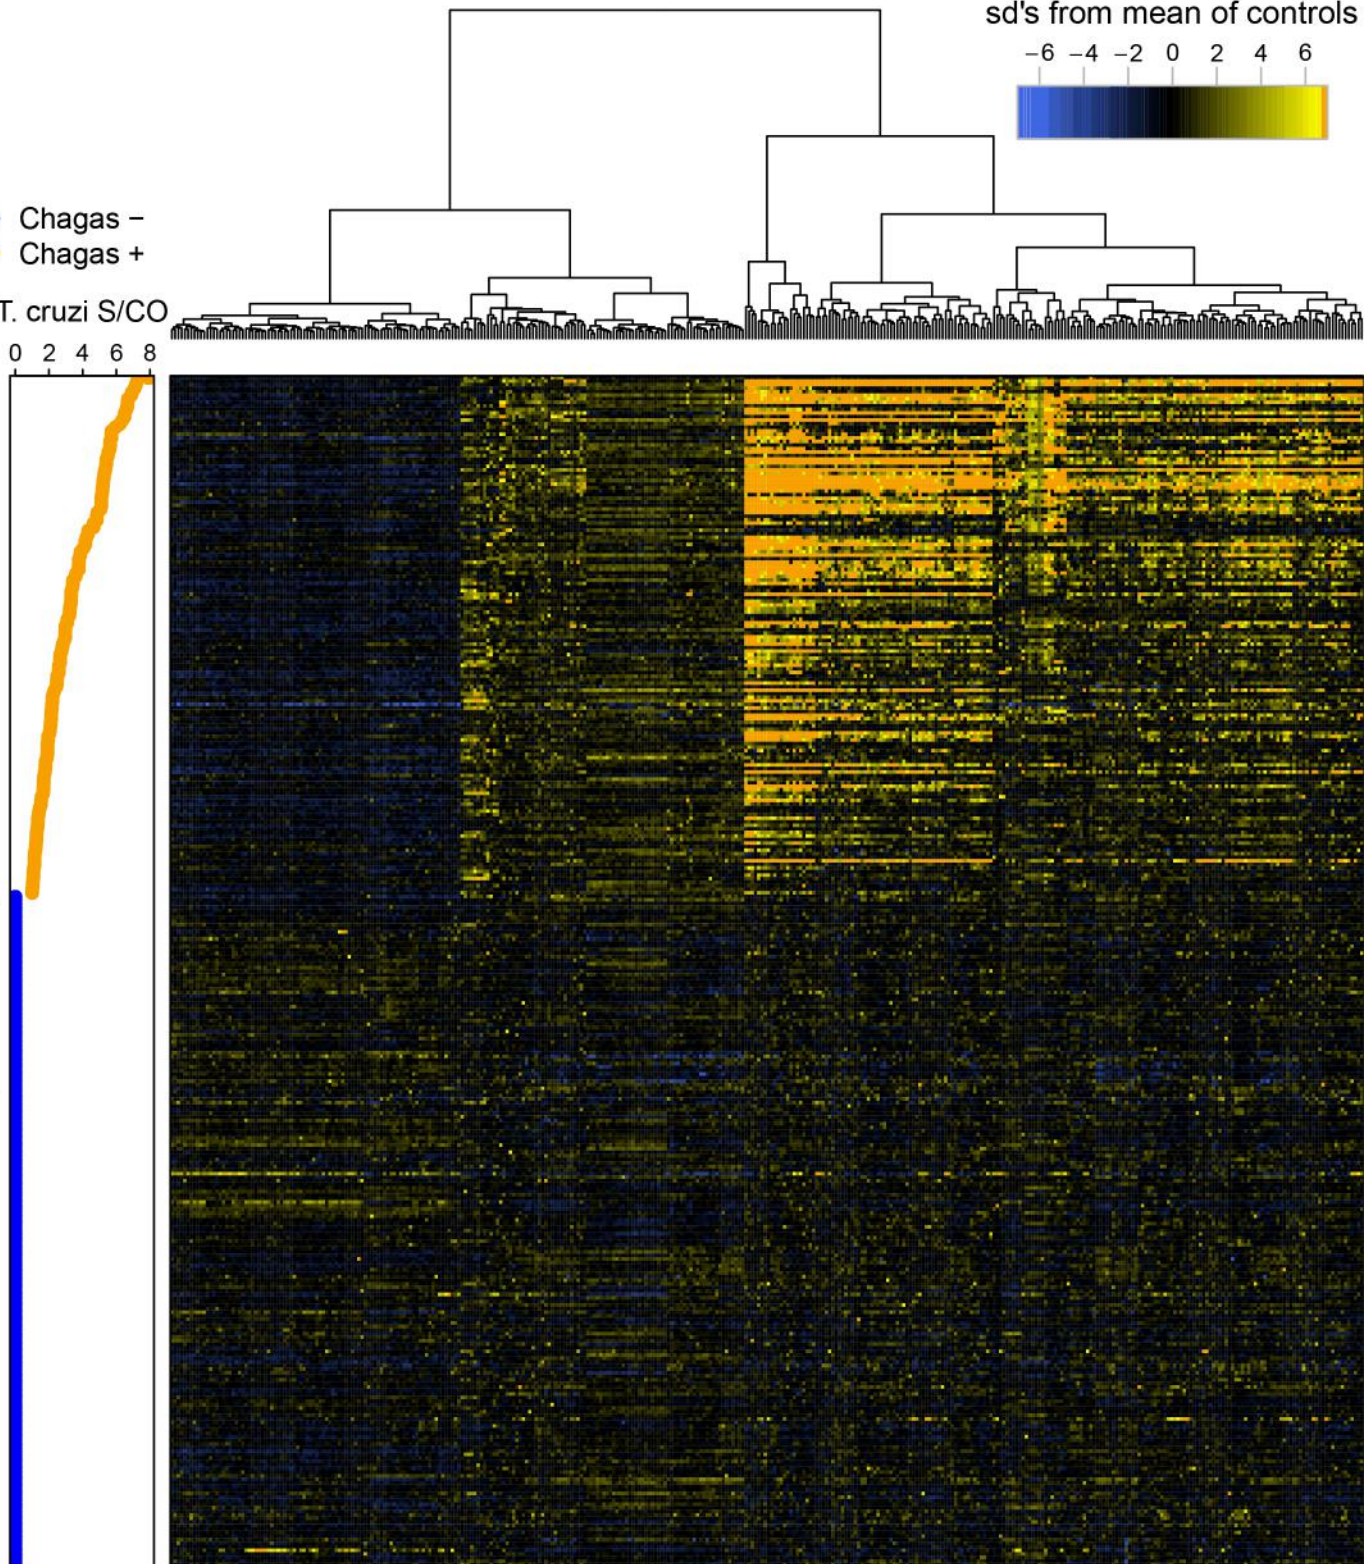 sd's from mean of controls
−6 −4 −2 0 2 4 6
Chagas −
Chagas +
T. cruzi S/CO
0 2 4 6 8